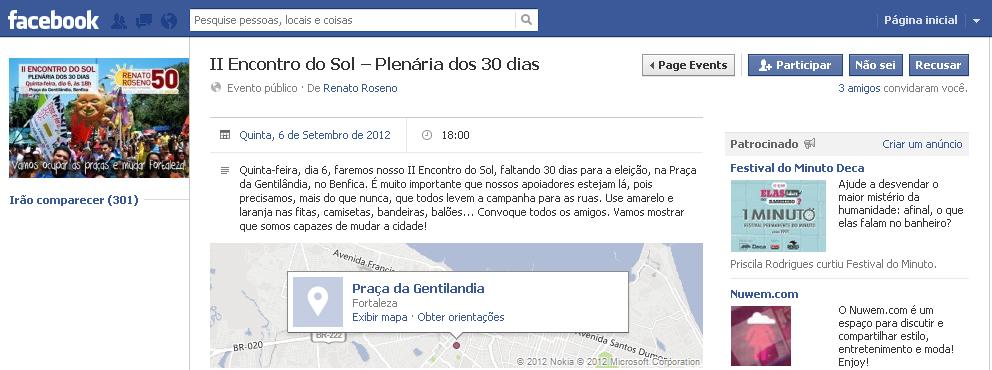 facebook
Pesquise pessoas, locais e coisas
Página inicial
II ENCONTRO DO SOL
PLENÁRIA DOS 30 DIAS
Quinta-feira, dia 6, às 18h
Praça da Gentilândia, Benfica.
RENATO
ROSENO 50
Vamos ocupar as praças e mudar Fortaleza!
Irão comparecer (301)
II Encontro do Sol – Plenária dos 30 dias
Evento público · De Renato Roseno
Page Events
Participar
Não sei
Recusar
3 amigos convidaram você.
Quinta, 6 de Setembro de 2012
18:00
Quinta-feira, dia 6, faremos nosso II Encontro do Sol, faltando 30 dias para a eleição, na Praça
da Gentilândia, no Benfica. É muito importante que nossos apoiadores estejam lá, pois
precisamos, mais do que nunca, que todos levem a campanha para as ruas. Use amarelo e
laranja nas fitas, camisetas, bandeiras, balões... Convoque todos os amigos. Vamos mostrar
que somos capazes de mudar a cidade!
Avenida Franci
Praça da Gentilandia
Fortaleza
Exibir mapa · Obter orientações
BR-222
BR-020
Avenida Santos Dumo
© 2012 Nokia © 2012 Microsoft Corporation
Patrocinado
Criar um anúncio
Festival do Minuto Deca
O QUE
ELAS FALAM NO
BANHEIRO?
1 MINUTO
Deca
Ajude a desvendar o
maior mistério da
humanidade: afinal, o que
elas falam no banheiro?
Priscila Rodrigues curtiu Festival do Minuto.
Nuwem.com
O Nuwem.com é um
espaço para discutir e
compartilhar estilo,
entretenimento e moda!
Enjoy!